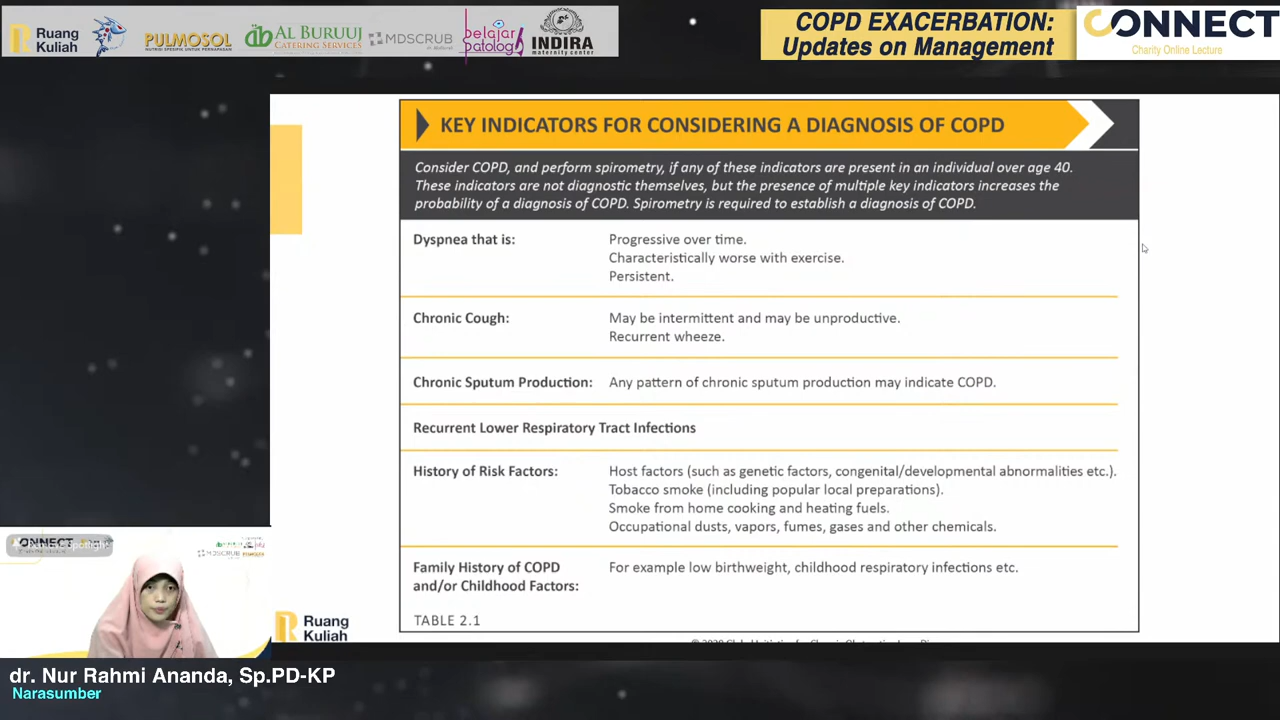 Ruang
Kuliah
PULMOSOL
NUTRISI SPESIFIK UNTUK PERNAPASAN
AL BURUUJ
CATERING SERVICES
MDSCRUB
belajar
patologi
INDIRA
maternity center
COPD EXACERBATION:
Updates on Management
CONNECT
Charity Online Lecture
KEY INDICATORS FOR CONSIDERING A DIAGNOSIS OF COPD
Consider COPD, and perform spirometry, if any of these indicators are present in an individual over age 40.
These indicators are not diagnostic themselves, but the presence of multiple key indicators increases the
probability of a diagnosis of COPD. Spirometry is required to establish a diagnosis of COPD.
Dyspnea that is: Progressive over time.
Characteristically worse with exercise.
Persistent.
Chronic Cough: May be intermittent and may be unproductive.
Recurrent wheeze.
Chronic Sputum Production: Any pattern of chronic sputum production may indicate COPD.
Recurrent Lower Respiratory Tract Infections
History of Risk Factors: Host factors (such as genetic factors, congenital/developmental abnormalities etc.).
Tobacco smoke (including popular local preparations).
Smoke from home cooking and heating fuels.
Occupational dusts, vapors, fumes, gases and other chemicals.
Family History of COPD For example low birthweight, childhood respiratory infections etc.
and/or Childhood Factors:
TABLE 2.1
Ruang
Kuliah
CONNECT
MDSCRUB
dr. Nur Rahmi Ananda, Sp.PD-KP
Narasumber